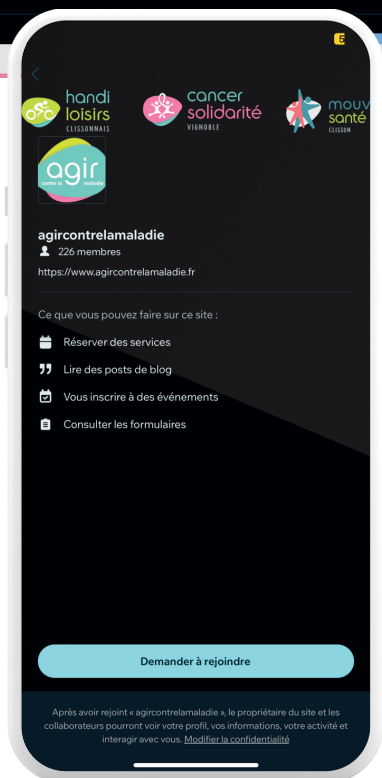 5
handi
loisirs
CLISSONNAIS
cancer
solidarité
VIGNOBLE
mouv
santé
CLISSON
agir
contre la maladie
agircontrelamaladie
226 membres
https://www.agircontrelamaladie.fr
Ce que vous pouvez faire sur ce site :
Réserver des services
Lire des posts de blog
Vous inscrire à des événements
Consulter les formulaires
Demander à rejoindre
Après avoir rejoint « agircontrelamaladie », le propriétaire du site et les
collaborateurs pourront voir votre profil, vos informations, votre activité et
interagir avec vous. Modifier la confidentialité